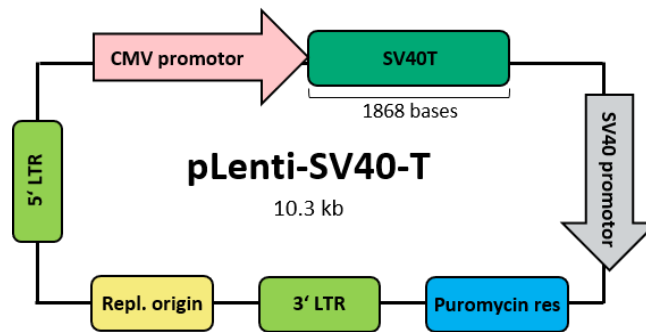 CMV promotor
SV40T
1868 bases
SV40 promotor
5‘ LTR
pLenti-SV40-T
10.3 kb
Repl. origin
3‘ LTR
Puromycin res